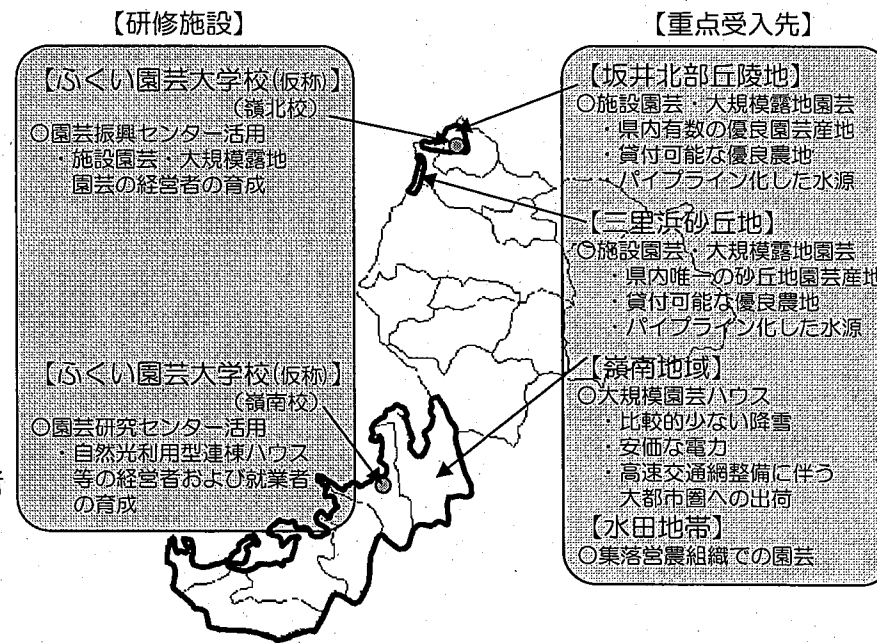 【研修施設】
【ふくい園芸大学校(仮称)】
(嶺北校)
○園芸振興センター活用
・施設園芸・大規模露地
園芸の経営者の育成
【ふくい園芸大学校(仮称)】
(嶺南校)
○園芸研究センター活用
・自然光利用型連棟ハウス
等の経営者および就業者
の育成
【重点受入先】
【坂井北部丘陵地】
○施設園芸・大規模露地園芸
・県内有数の優良園芸産地
・貸付可能な優良農地
・パイプライン化した水源
【三里浜砂丘地】
○施設園芸・大規模露地園芸
・県内唯一の砂丘地園芸産地
・貸付可能な優良農地
・パイプライン化した水源
【嶺南地域】
○大規模園芸ハウス
・比較的少ない降雪
・安価な電力
・高速交通網整備に伴う
大都市圏への出荷
【水田地帯】
○集落営農組織での園芸